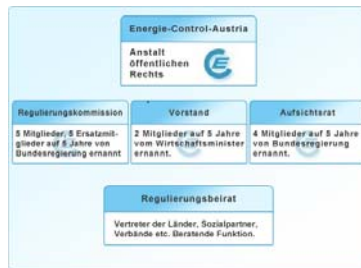 Energie-Control-Austria
Anstalt
öffentlichen
Rechts
Regulierungskommission
5 Mitglieder, 5 Ersatzmit-
glieder auf 5 Jahre von
Bundesregierung ernannt
Vorstand
2 Mitglieder auf 5 Jahre
vom Wirtschaftsminister
ernannt.
Aufsichtsrat
4 Mitglieder auf 5 Jahre
von Bundesregierung
ernannt.
Regulierungsbeirat
Vertreter der Länder, Sozialpartner,
Verbände etc. Beratende Funktion.